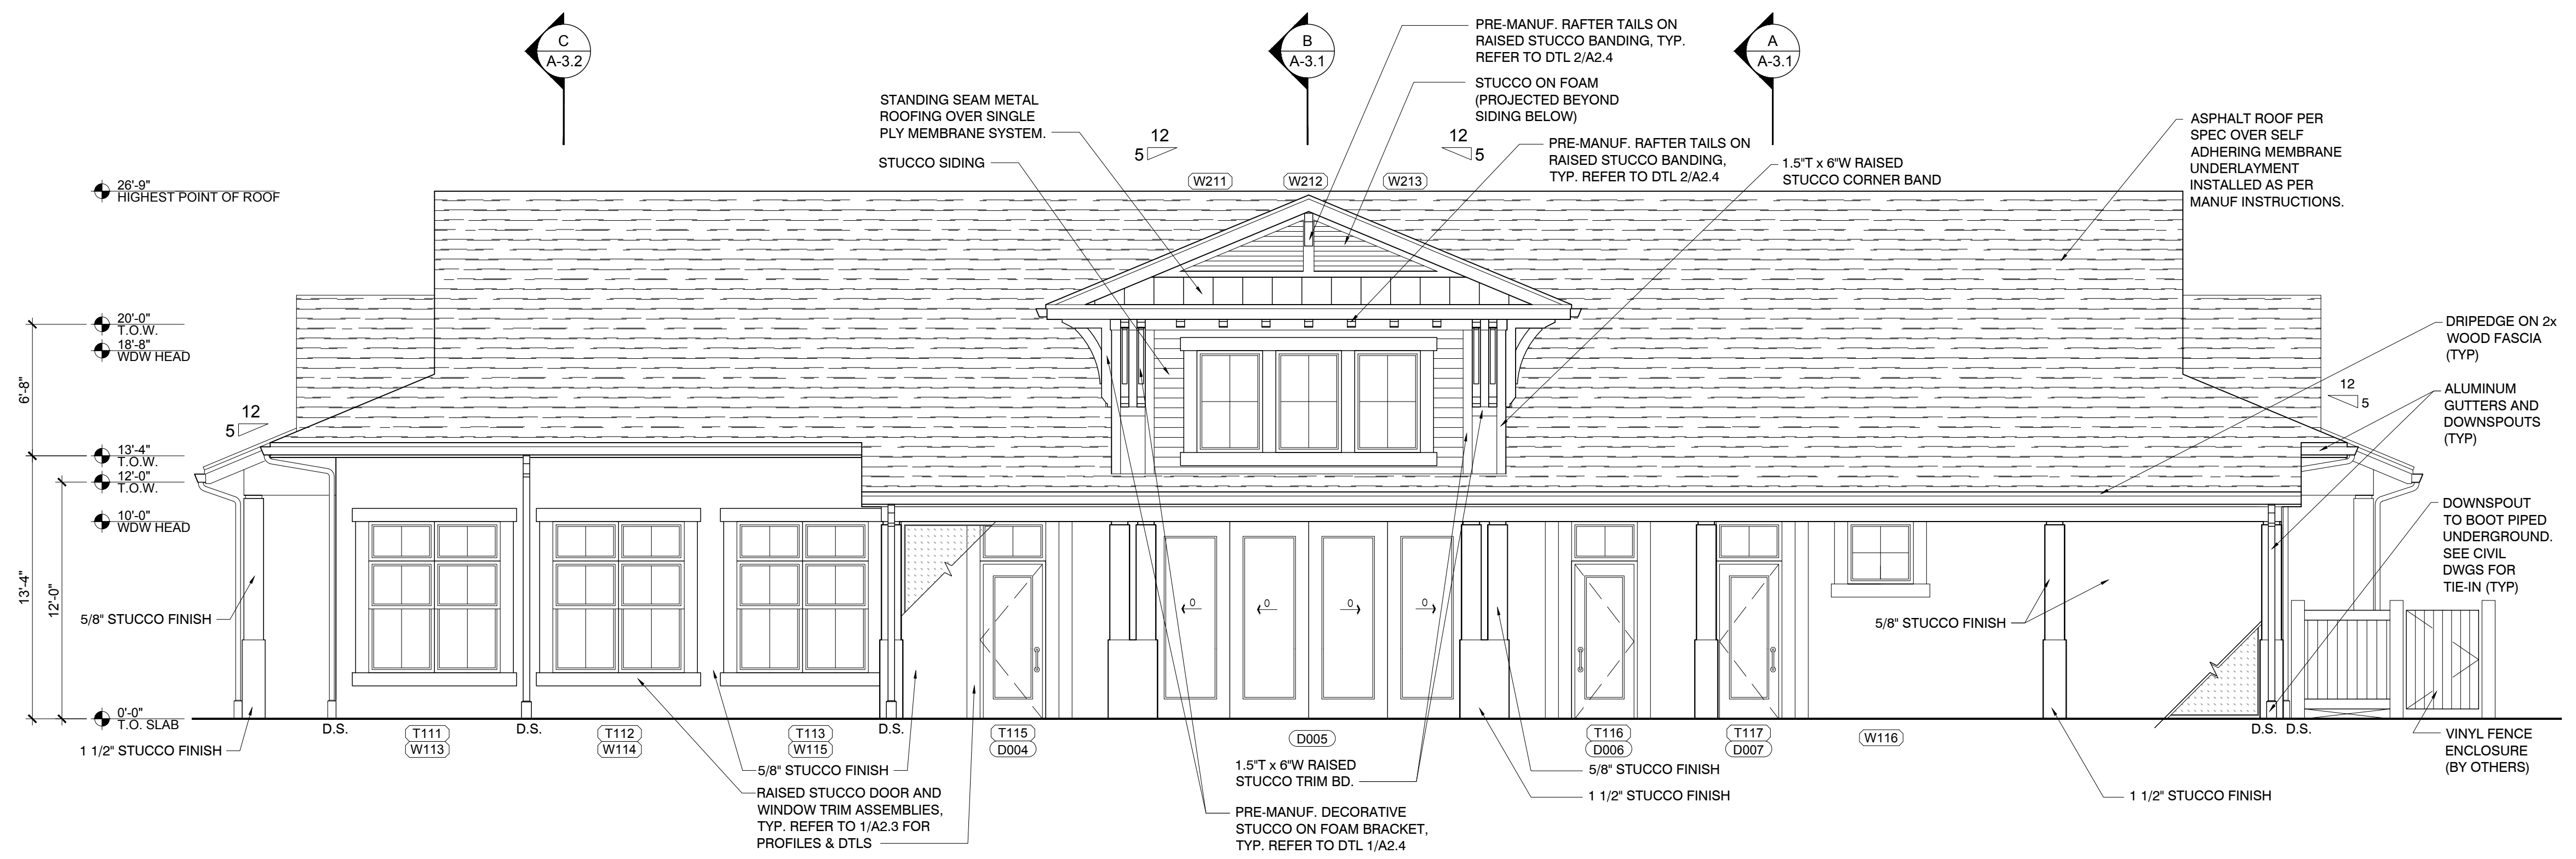 C
A-3.2
B
A-3.1
A
A-3.1
PRE-MANUF. RAFTER TAILS ON
RAISED STUCCO BANDING, TYP.
REFER TO DTL 2/A2.4
STUCCO ON FOAM
(PROJECTED BEYOND
SIDING BELOW)
STANDING SEAM METAL
ROOFING OVER SINGLE
PLY MEMBRANE SYSTEM.
STUCCO SIDING
12
5
12
5
PRE-MANUF. RAFTER TAILS ON
RAISED STUCCO BANDING,
TYP. REFER TO DTL 2/A2.4
1.5"T x 6"W RAISED
STUCCO CORNER BAND
ASPHALT ROOF PER
SPEC OVER SELF
ADHERING MEMBRANE
UNDERLAYMENT
INSTALLED AS PER
MANUF INSTRUCTIONS.
W211
W212
W213
26'-9"
HIGHEST POINT OF ROOF
20'-0"
T.O.W.
18'-8"
WDW HEAD
6'-8"
12
5
13'-4"
T.O.W.
12'-0"
T.O.W.
10'-0"
WDW HEAD
13'-4"
12'-0"
5/8" STUCCO FINISH
0'-0"
T.O. SLAB
1 1/2" STUCCO FINISH
DRIPEDGE ON 2x
WOOD FASCIA
(TYP)
12
5
ALUMINUM
GUTTERS AND
DOWNSPOUTS
(TYP)
DOWNSPOUT
TO BOOT PIPED
UNDERGROUND.
SEE CIVIL
DWGS FOR
TIE-IN (TYP)
0
0
0
0
5/8" STUCCO FINISH
D.S.
D.S.
D.S.
D.S.
D.S.
T111
W113
T112
W114
T113
W115
T115
D004
D005
T116
D006
T117
D007
W116
VINYL FENCE
ENCLOSURE
(BY OTHERS)
5/8" STUCCO FINISH
RAISED STUCCO DOOR AND
WINDOW TRIM ASSEMBLIES,
TYP. REFER TO 1/A2.3 FOR
PROFILES & DTLS
1.5"T x 6"W RAISED
STUCCO TRIM BD.
PRE-MANUF. DECORATIVE
STUCCO ON FOAM BRACKET,
TYP. REFER TO DTL 1/A2.4
5/8" STUCCO FINISH
1 1/2" STUCCO FINISH
1 1/2" STUCCO FINISH